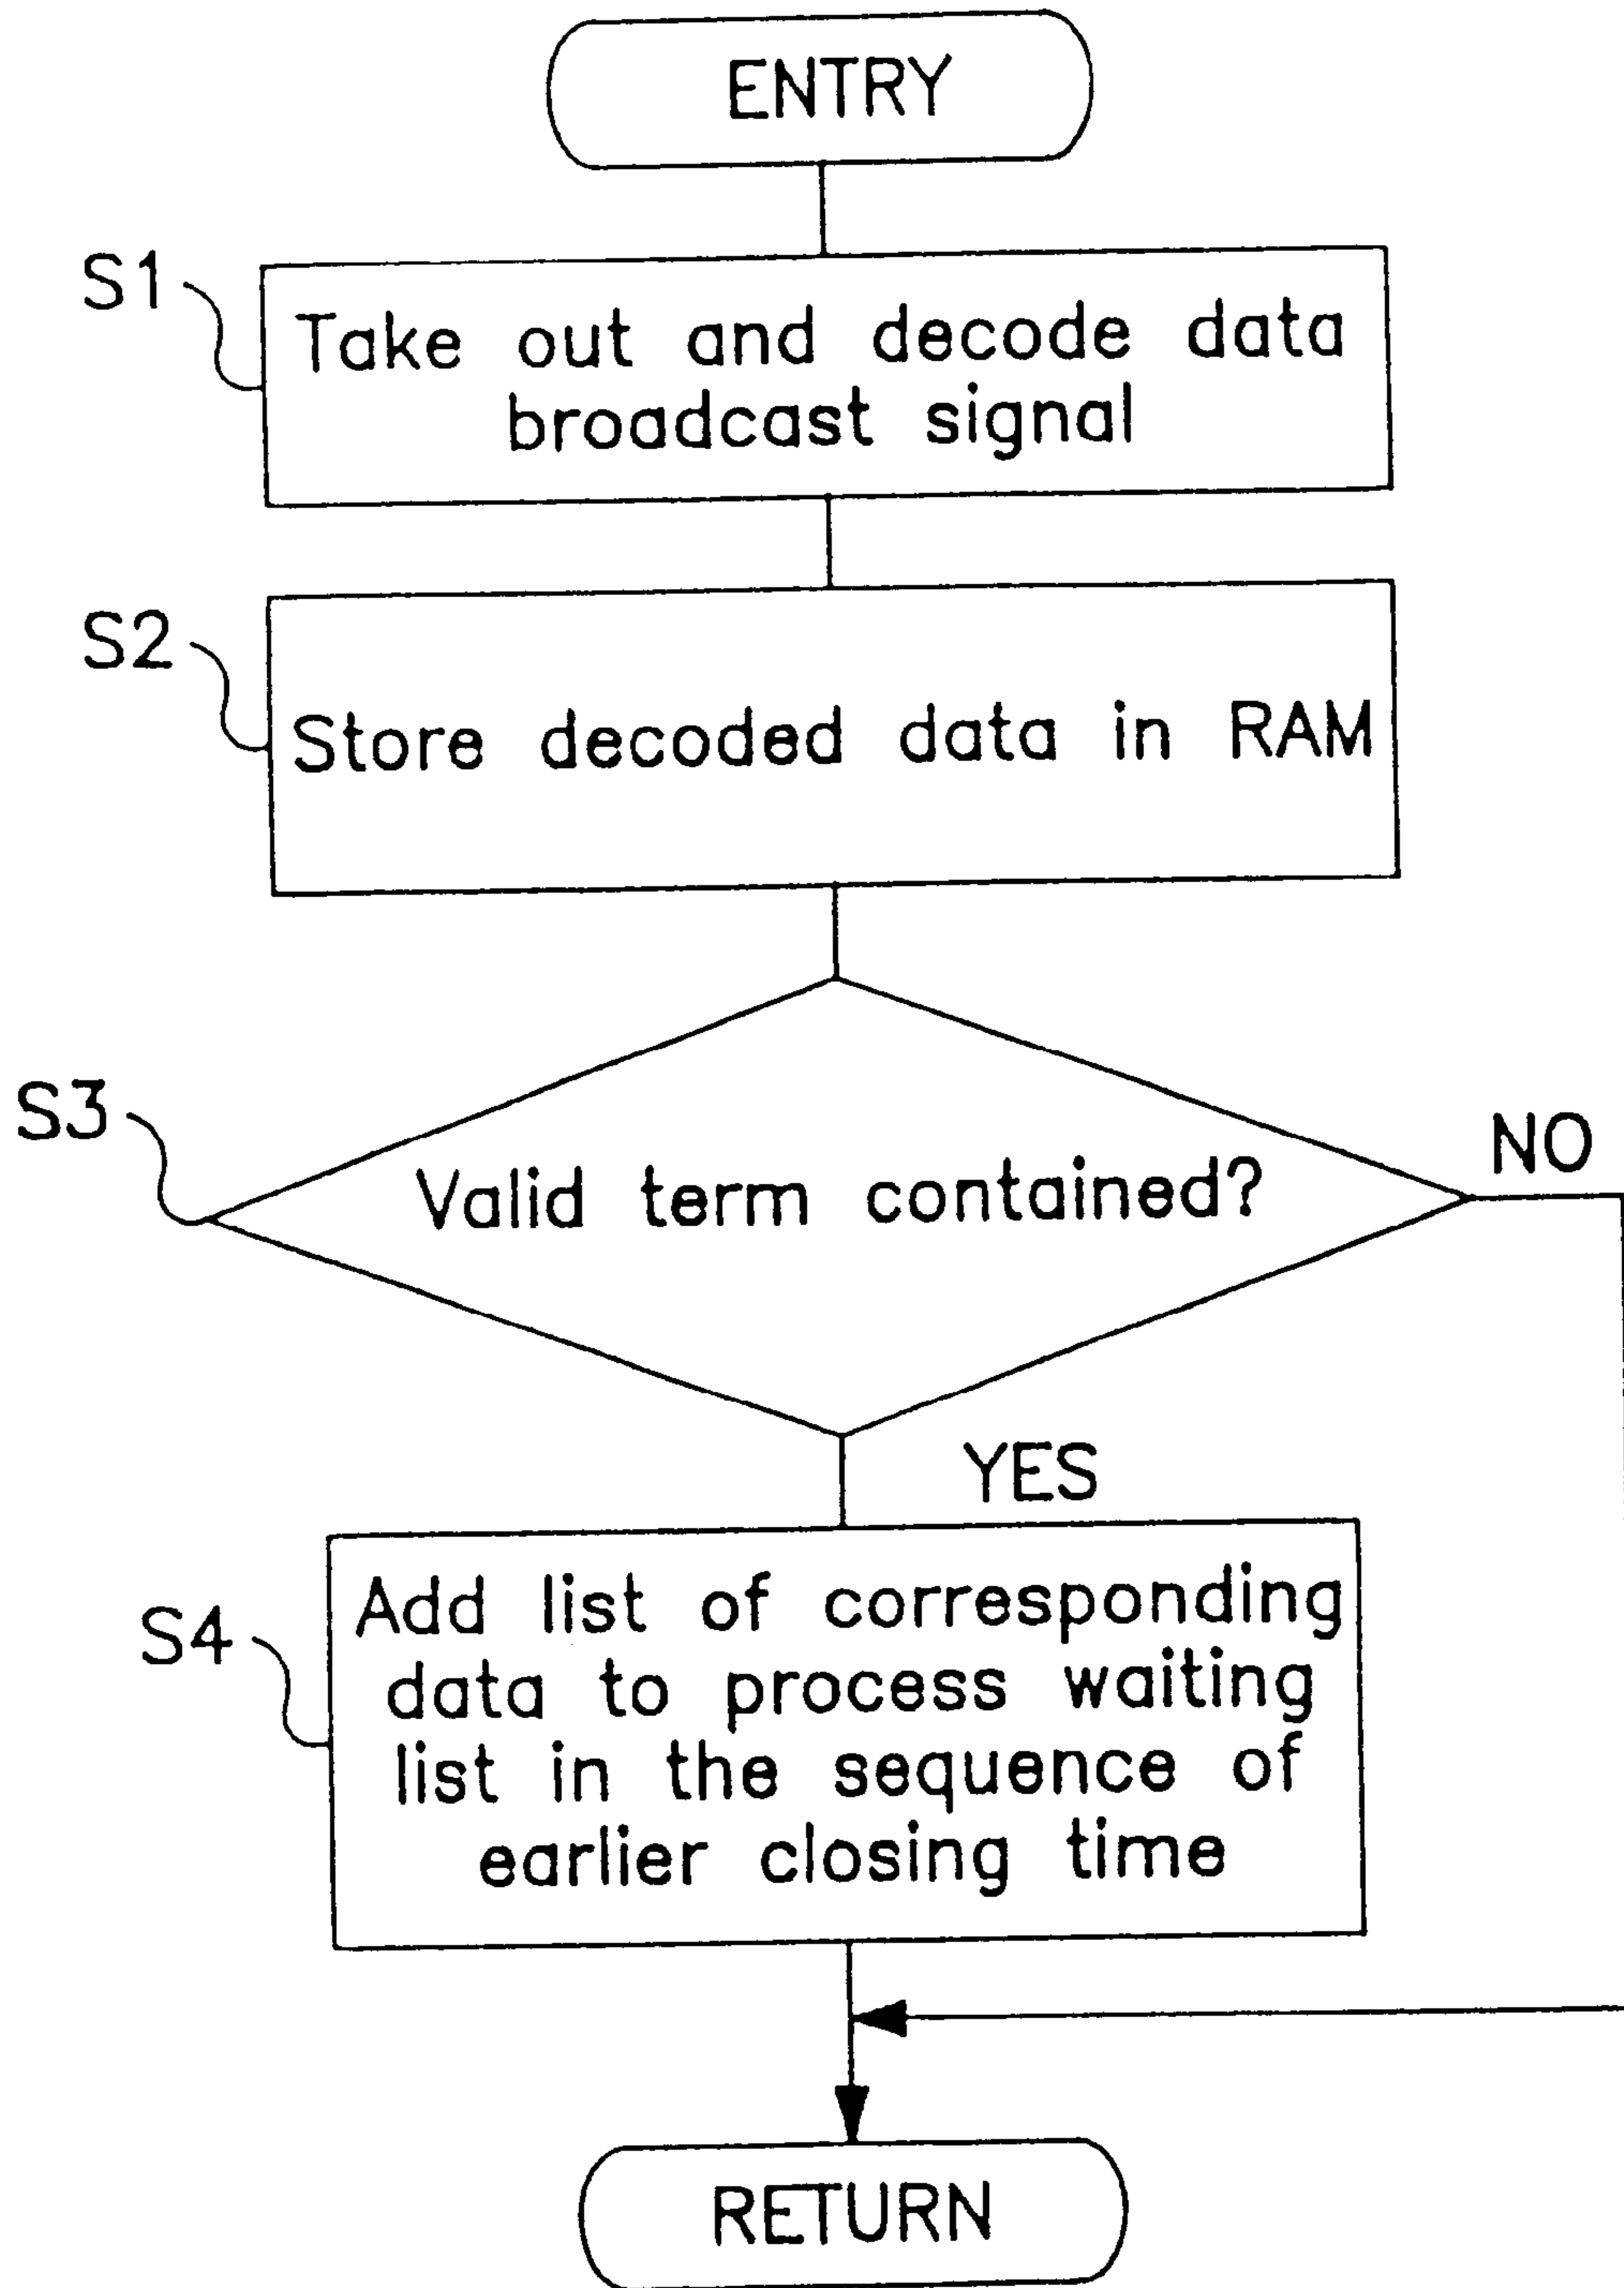 ENTRY
S1
Take out and decode data
broadcast signal
S2
Store decoded data in RAM
S3
Valid term contained?
NO
YES
S4
Add list of corresponding
data to process waiting
list in the sequence of
earlier closing time
RETURN